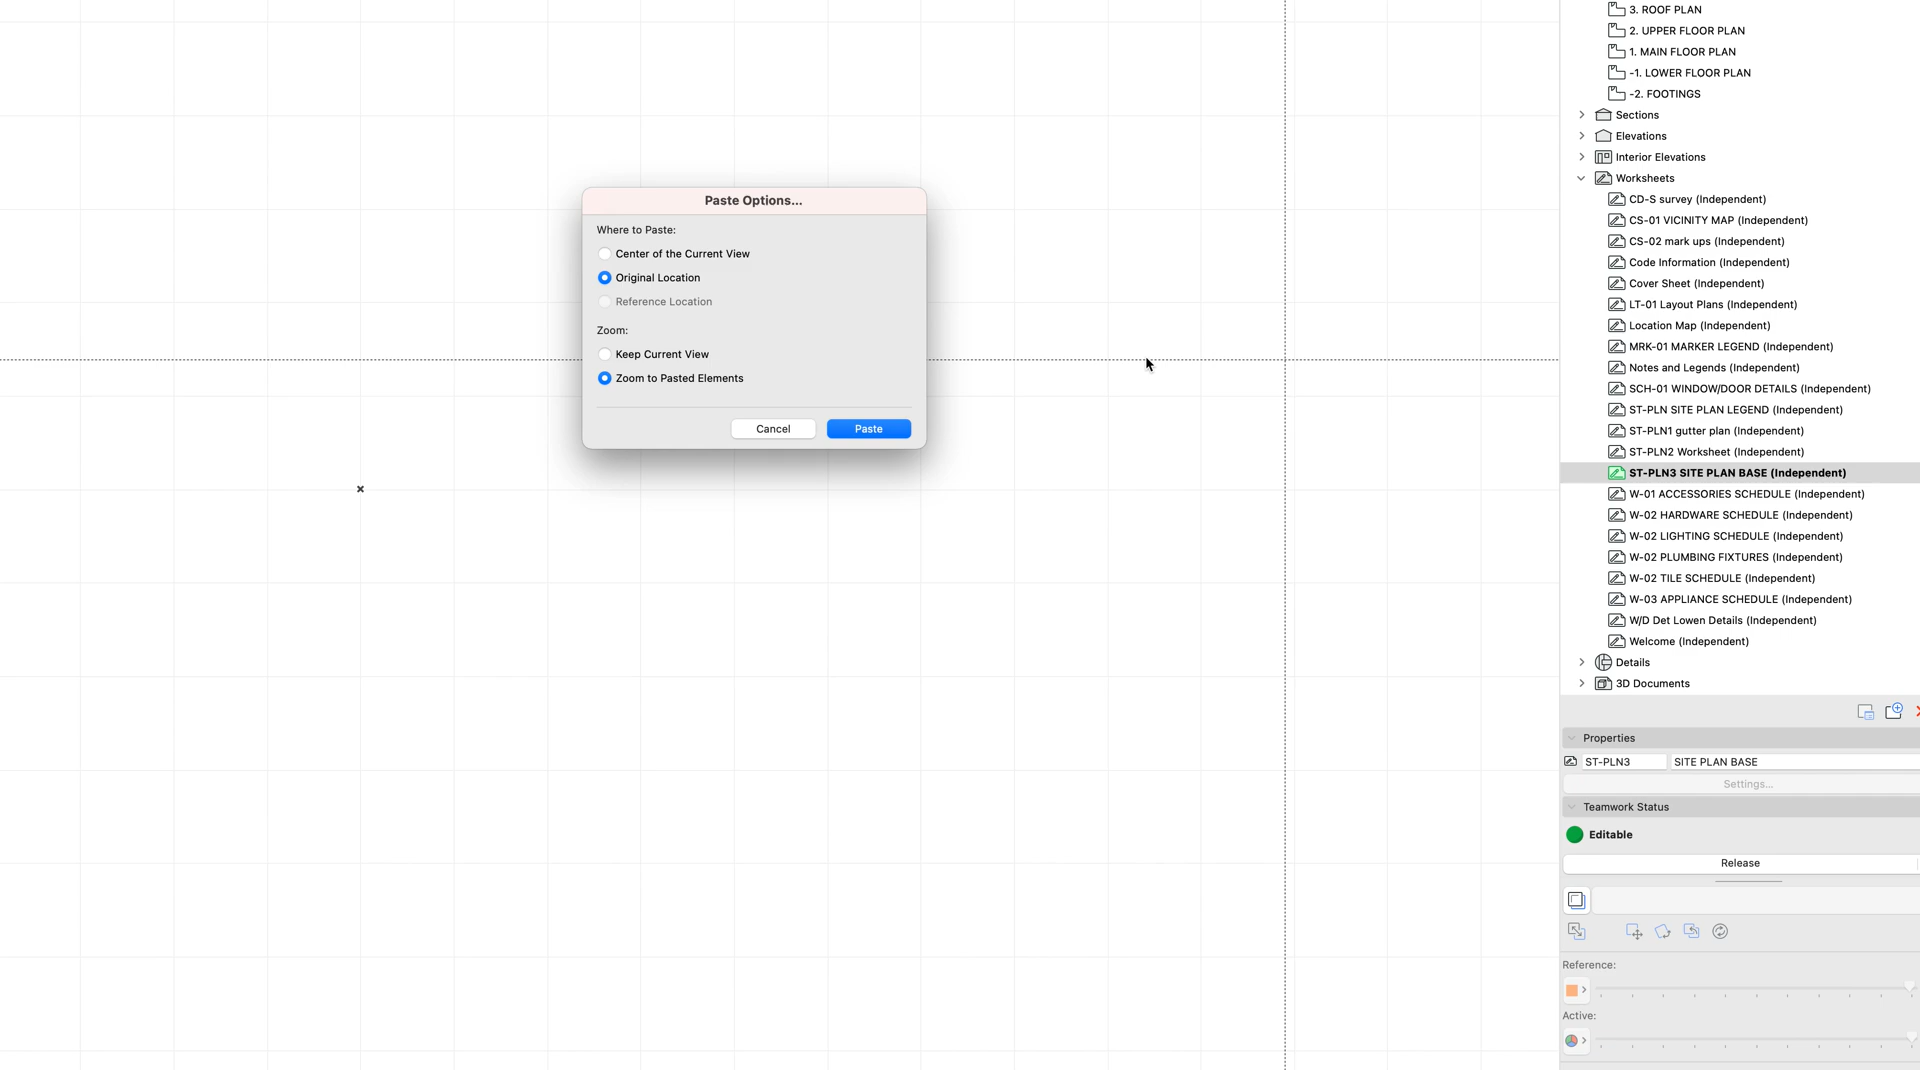 3. ROOF PLAN
2. UPPER FLOOR PLAN
1. MAIN FLOOR PLAN
-1. LOWER FLOOR PLAN
-2. FOOTINGS
Sections
Elevations
Interior Elevations
Worksheets
CD-S survey (Independent)
CS-01 VICINITY MAP (Independent)
CS-02 mark ups (Independent)
Code Information (Independent)
Cover Sheet (Independent)
LT-01 Layout Plans (Independent)
Location Map (Independent)
MRK-01 MARKER LEGEND (Independent)
Notes and Legends (Independent)
SCH-01 WINDOW/DOOR DETAILS (Independent)
ST-PLN SITE PLAN LEGEND (Independent)
ST-PLN1 gutter plan (Independent)
ST-PLN2 Worksheet (Independent)
ST-PLN3 SITE PLAN BASE (Independent)
W-01 ACCESSORIES SCHEDULE (Independent)
W-02 HARDWARE SCHEDULE (Independent)
W-02 LIGHTING SCHEDULE (Independent)
W-02 PLUMBING FIXTURES (Independent)
W-02 TILE SCHEDULE (Independent)
W-03 APPLIANCE SCHEDULE (Independent)
W/D Det Lowen Details (Independent)
Welcome (Independent)
Details
3D Documents
Paste Options...
Where to Paste:
Center of the Current View
Original Location
Reference Location
Zoom:
Keep Current View
Zoom to Pasted Elements
Cancel
Paste
Properties
ST-PLN3
SITE PLAN BASE
Settings...
Teamwork Status
Editable
Release
Reference:
Active: